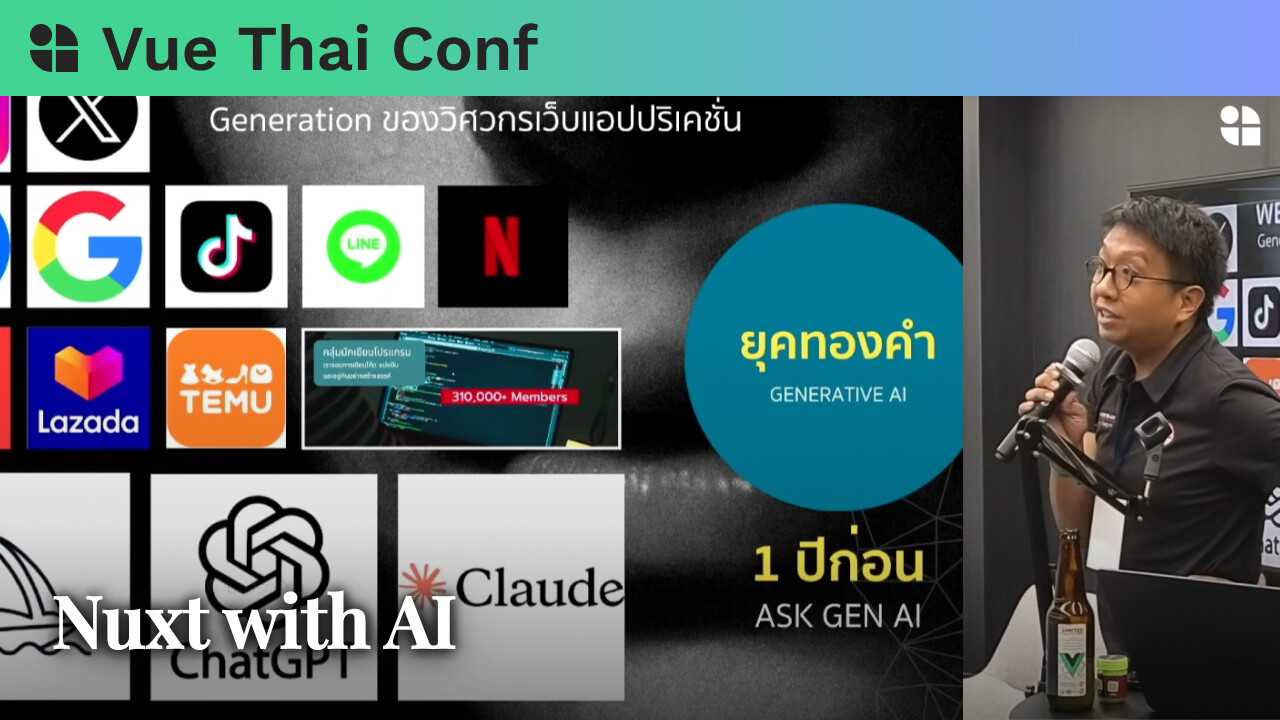 Vue Thai Conf
Generation ของวิศวกรเว็บแอปปริเคชั่น
LINE
N
Lazada
TEMU
กลุ่มนักเขียนโปรแกรม
310,000+ Members
ยุคทองคำ
GENERATIVE AI
1 ปีก่อน
ASK GEN AI
ChatGPT
Claude
Nuxt with AI
WE
Gen
LIMITED